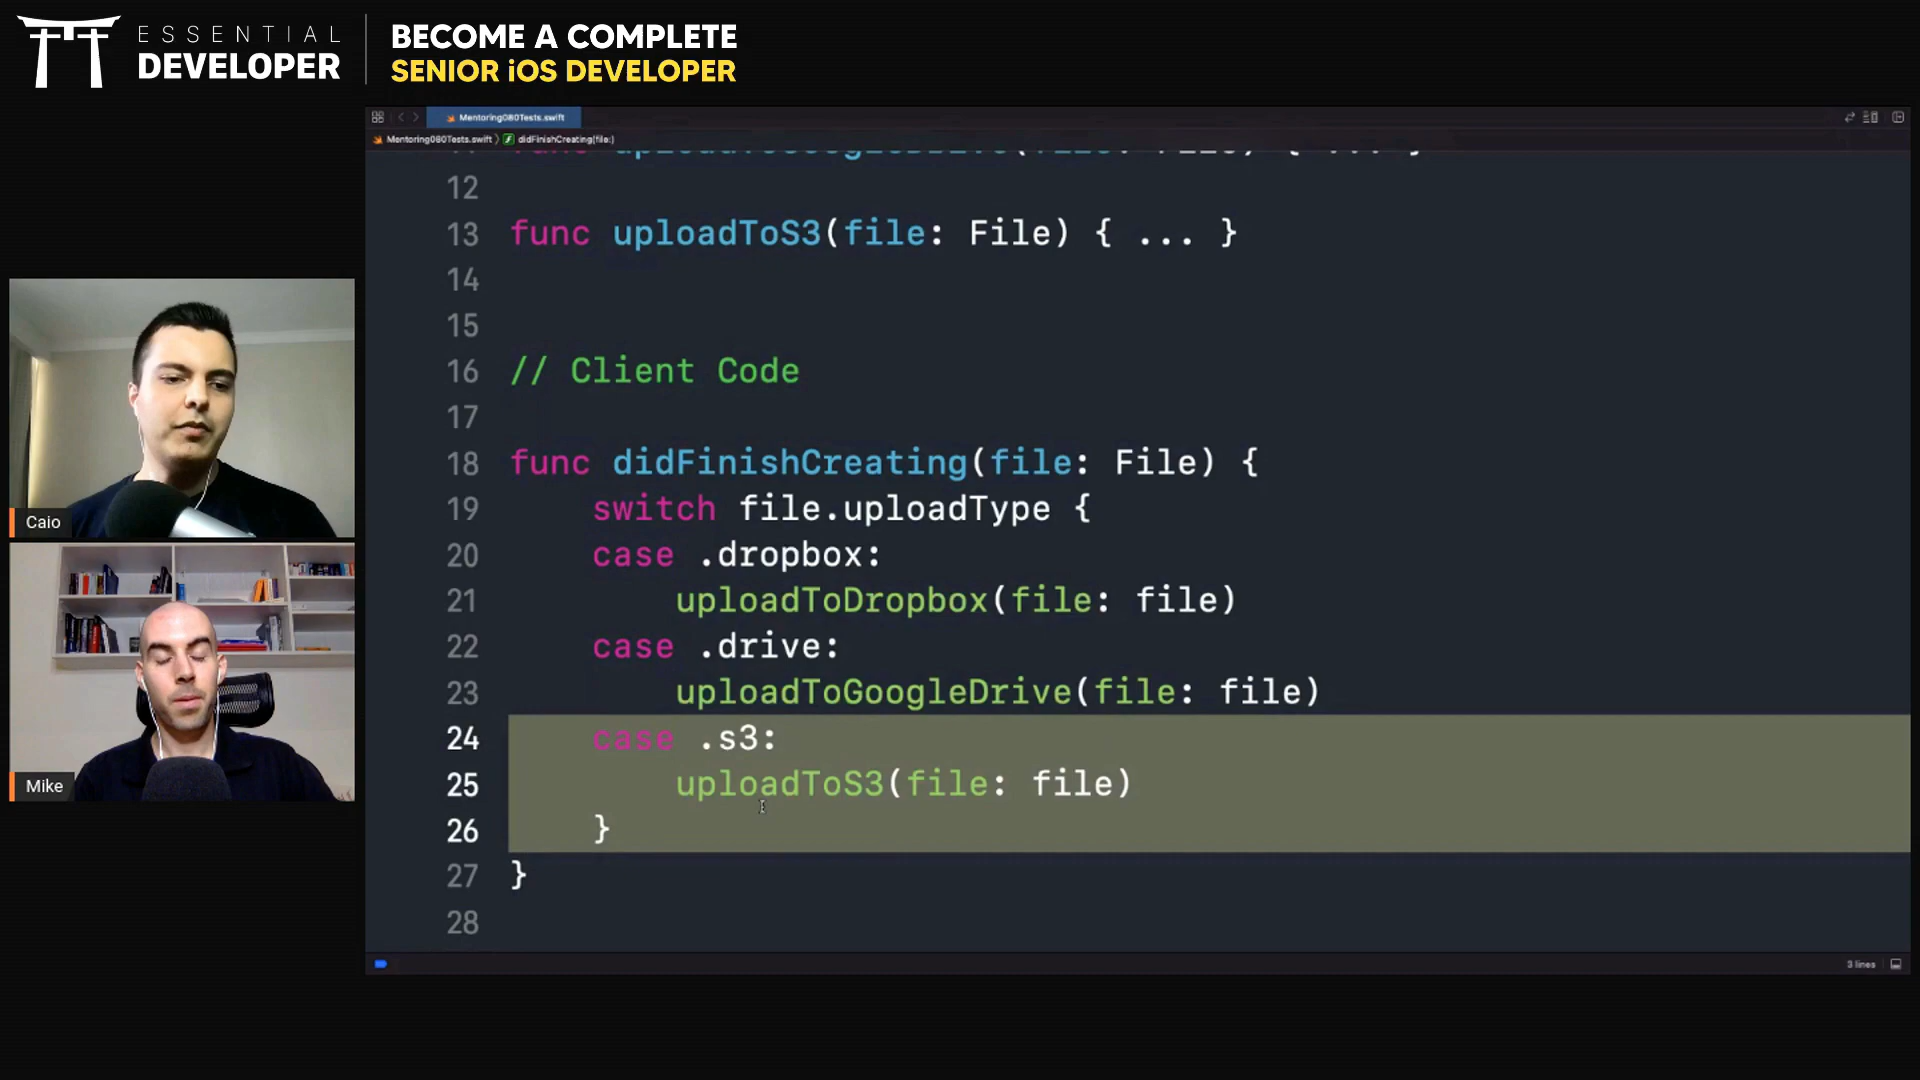 ESSENTIAL
DEVELOPER
BECOME A COMPLETE
SENIOR iOS DEVELOPER
Mentoring080Tests.swift
Mentoring080Tests.swift
didFinishCreating(file:)
12
13 func uploadToS3(file: File) { ... }
14
15
16 // Client Code
17
18 func didFinishCreating(file: File) {
19 switch file.uploadType {
20 case .dropbox:
21 uploadToDropbox(file: file)
22 case .drive:
23 uploadToGoogleDrive(file: file)
24 case .s3:
25 uploadToS3(file: file)
26 }
27 }
28
3 lines
Caio
Mike